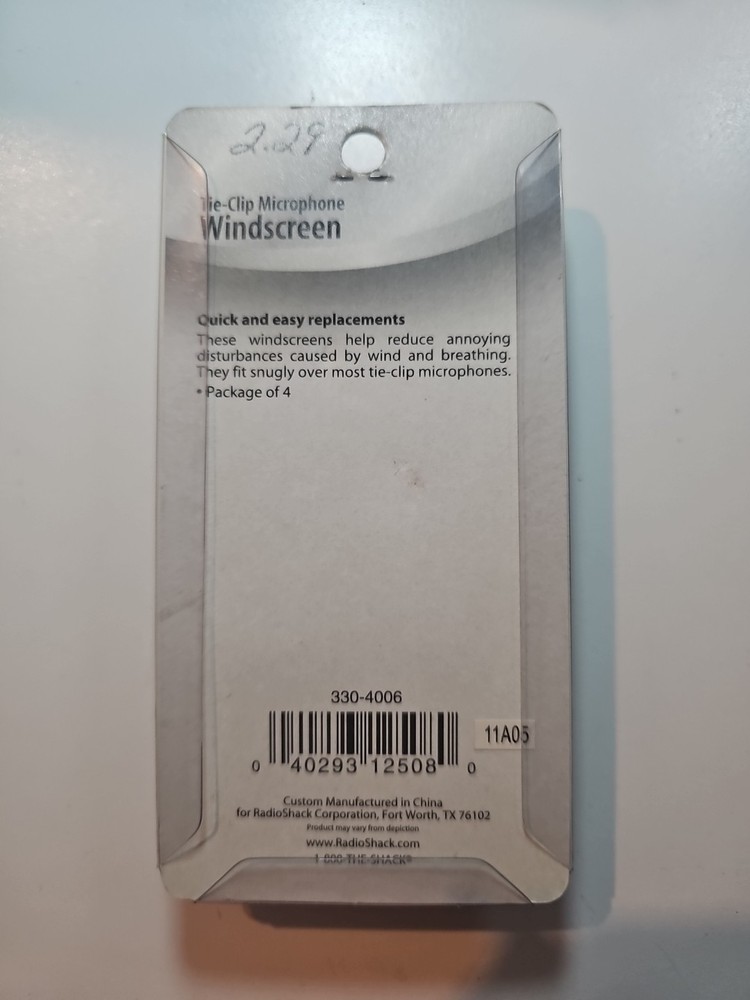 2.29
Tie-Clip Microphone
Windscreen
Quick and easy replacements
These windscreens help reduce annoying
disturbances caused by wind and breathing.
They fit snugly over most tie-clip microphones.
• Package of 4
330-4006
11A05
0 40293 12508 0
Custom Manufactured in China
for RadioShack Corporation, Fort Worth, TX 76102
Product may vary from depiction
www.RadioShack.com
1-800-THE-SHACK®